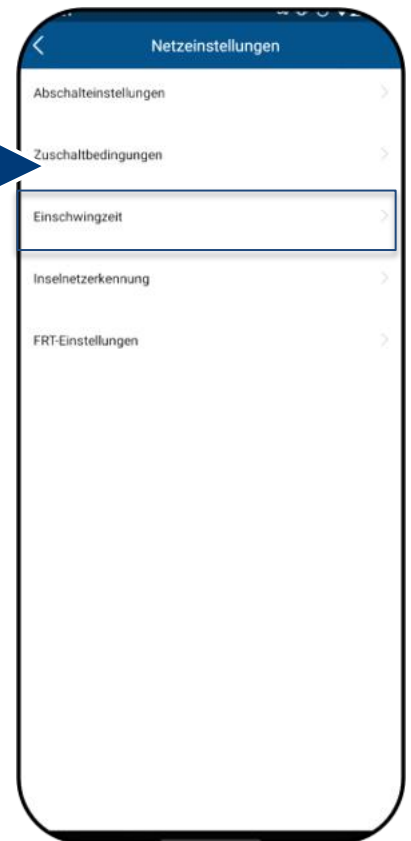 Netzeinstellungen
Abschalteinstellungen
Zuschaltbedingungen
Einschwingzeit
Inselnetzerkennung
FRT-Einstellungen